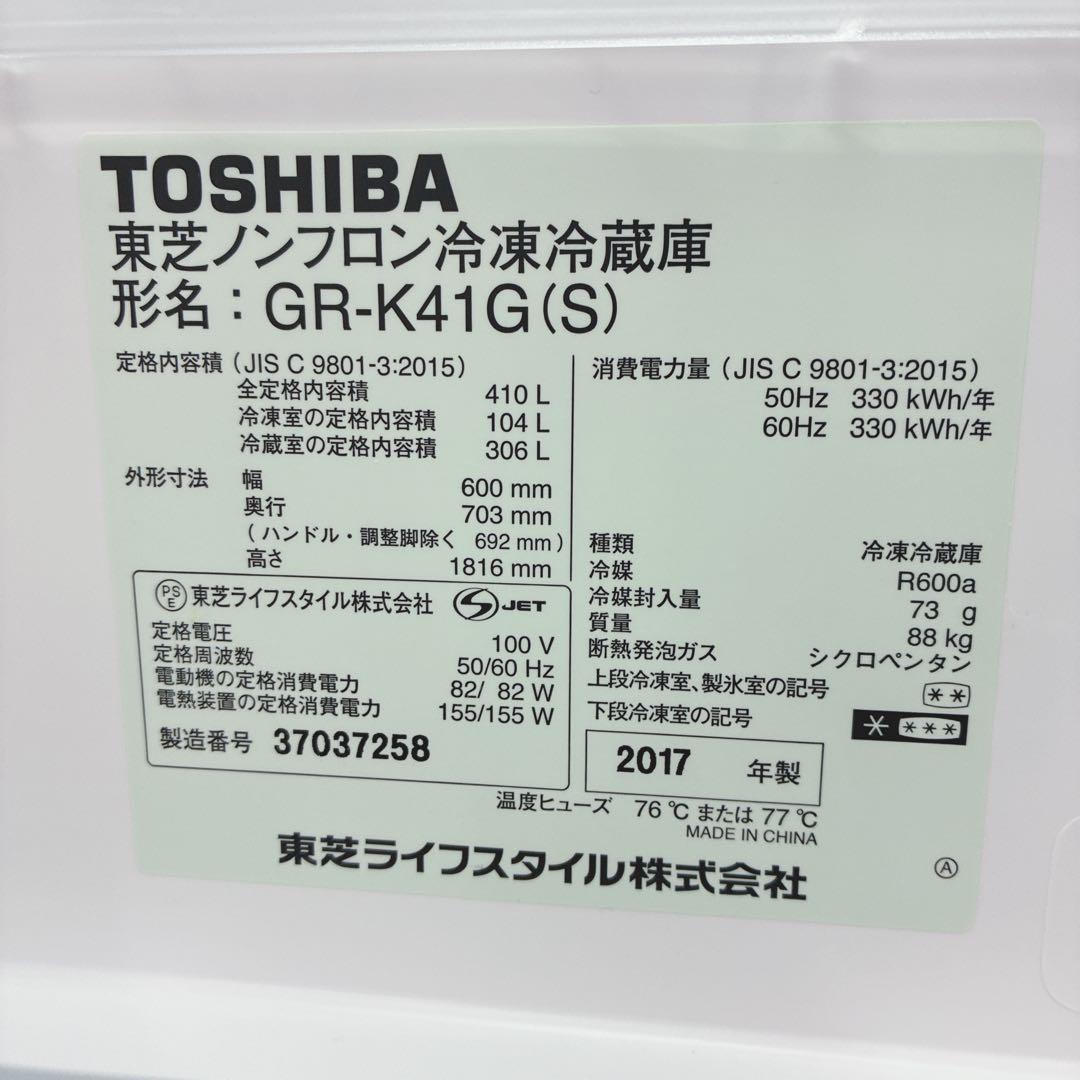 TOSHIBA
東芝ノンフロン冷凍冷蔵庫
形名：GR-K41G(S)
定格内容積（JIS C 9801-3:2015）
全定格内容積 410 L
冷凍室の定格内容積 104 L
冷蔵室の定格内容積 306 L
外形寸法 幅 600 mm
奥行 703 mm
（ハンドル・調整脚除く 692 mm）
高さ 1816 mm
消費電力量（JIS C 9801-3:2015）
50Hz 330 kWh/年
60Hz 330 kWh/年
種類 冷凍冷蔵庫
冷媒 R600a
冷媒封入量 73 g
質量 88 kg
断熱発泡ガス シクロペンタン
上段冷凍室、製氷室の記号 **
下段冷凍室の記号 * ***
PSE 東芝ライフスタイル株式会社 S JET
定格電圧 100 V
定格周波数 50/60 Hz
電動機の定格消費電力 82/ 82 W
電熱装置の定格消費電力 155/155 W
製造番号 37037258
2017 年製
温度ヒューズ 76℃または77℃
MADE IN CHINA
東芝ライフスタイル株式会社
A